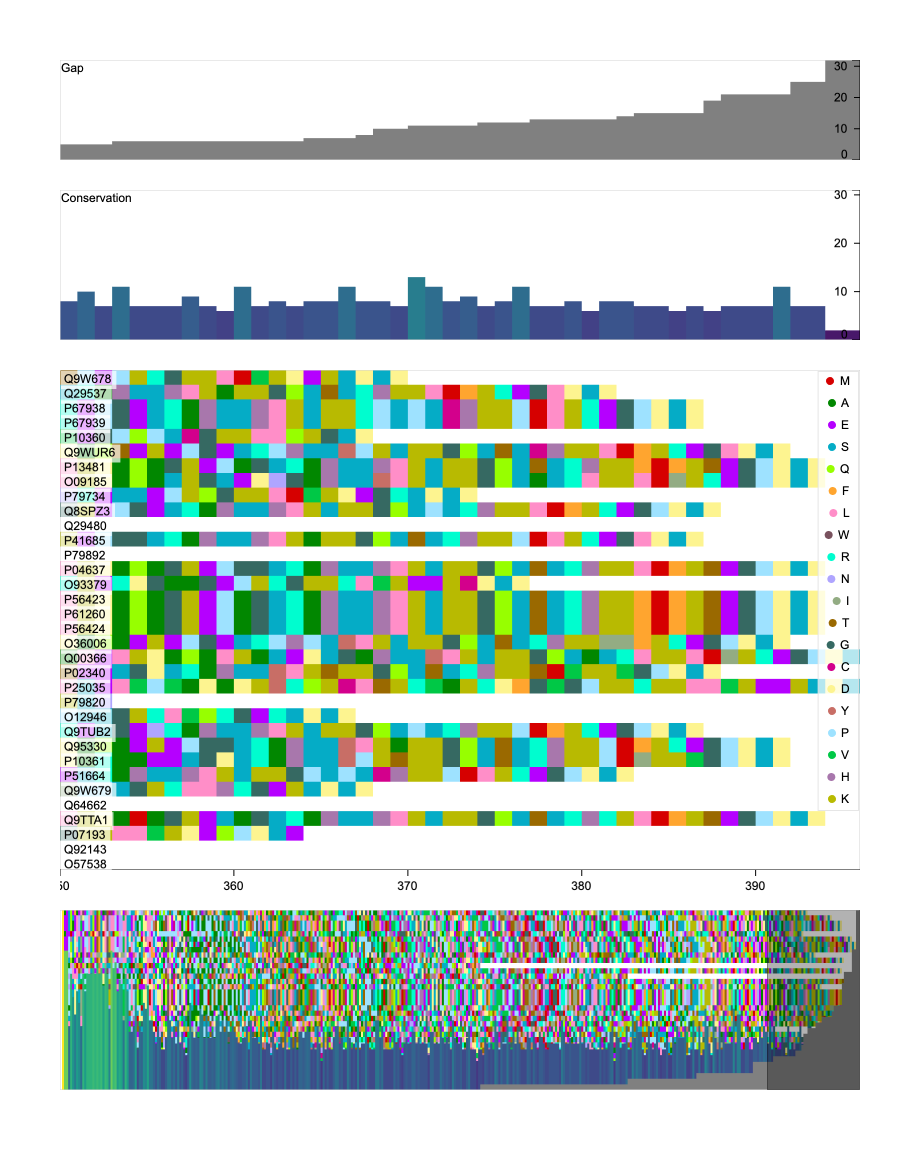 Gap
30
20
10
0
Conservation
30
20
10
0
Q9W678
Q29537
P67938
P67939
P10360
Q9WUR6
P13481
O09185
P79734
Q8SPZ3
Q29480
P41685
P79892
P04637
O93379
P56423
P61260
P56424
O36006
Q00366
P02340
P25035
P79820
O12946
Q9TUB2
Q95330
P10361
P51664
Q9W679
Q64662
Q9TTA1
P07193
Q92143
O57538
M
A
E
S
Q
F
L
W
R
N
I
T
G
C
D
Y
P
V
H
K
360
370
380
390